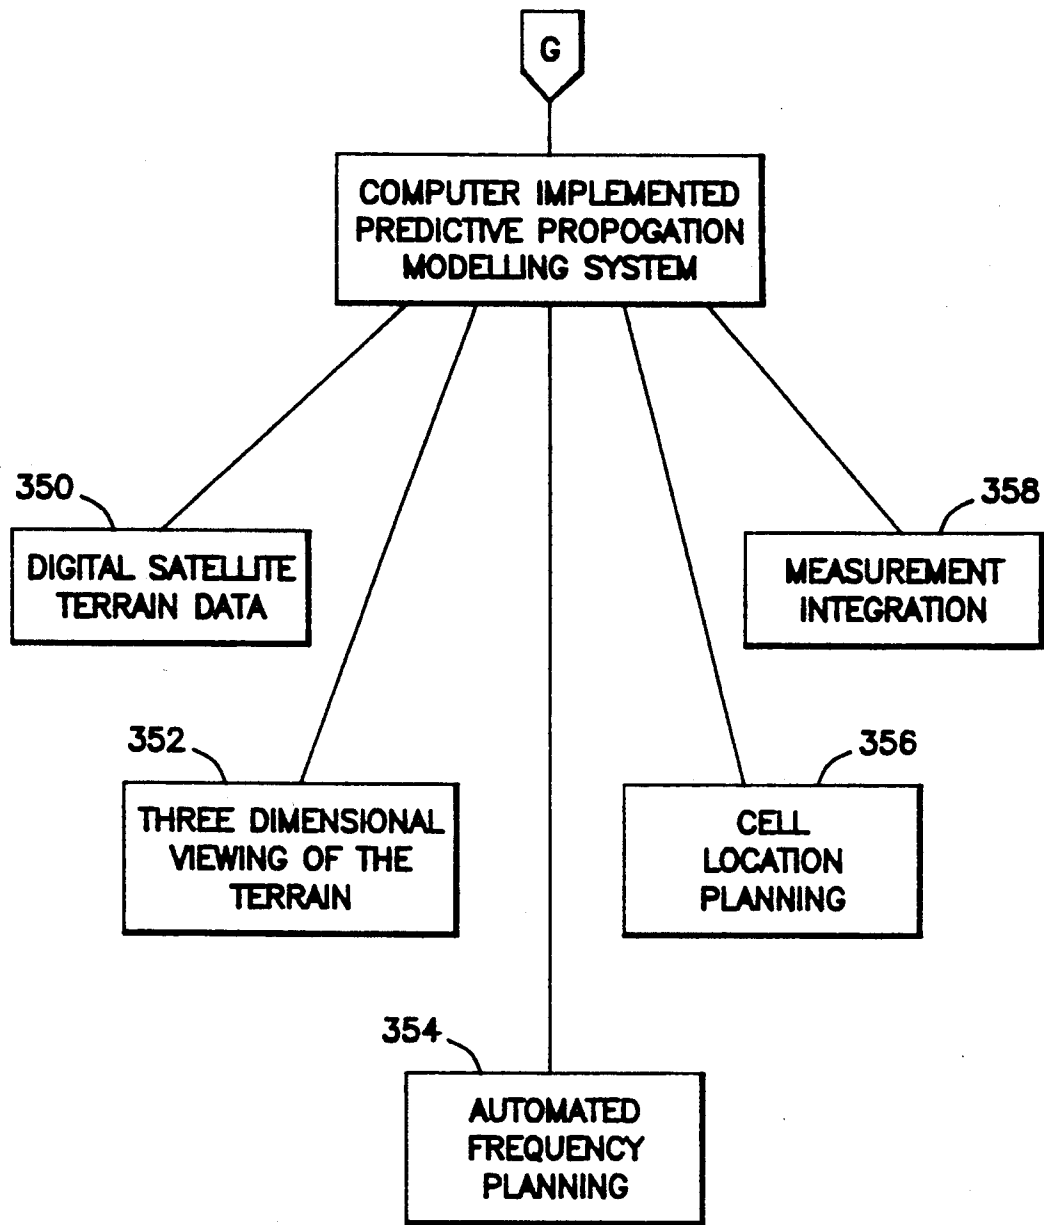 G
COMPUTER IMPLEMENTED
PREDICTIVE PROPOGATION
MODELLING SYSTEM
350
DIGITAL SATELLITE
TERRAIN DATA
358
MEASUREMENT
INTEGRATION
352
THREE DIMENSIONAL
VIEWING OF THE
TERRAIN
356
CELL
LOCATION
PLANNING
354
AUTOMATED
FREQUENCY
PLANNING